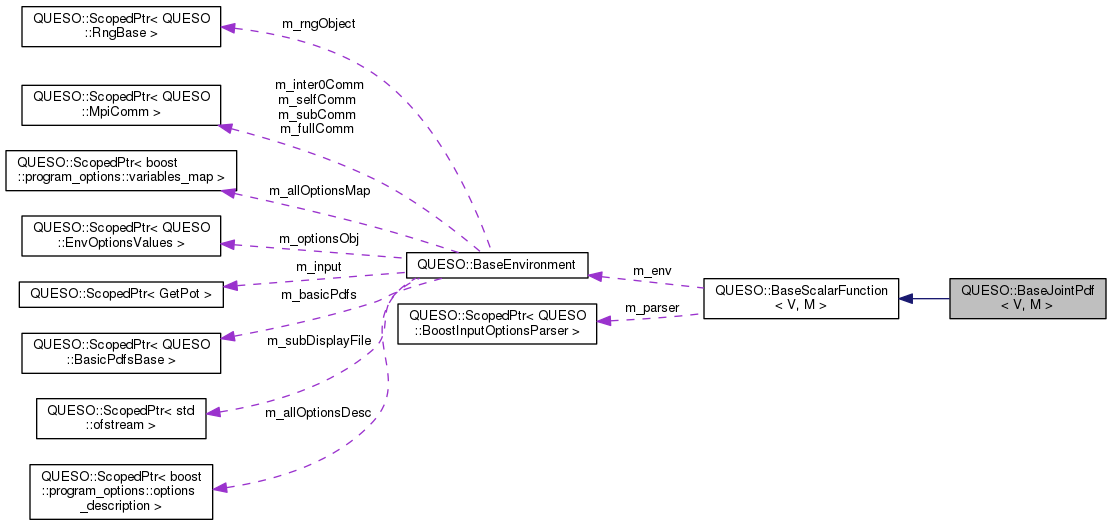 QUESO::ScopedPtr< QUESO
::RngBase >
m_rngObject
QUESO::ScopedPtr< QUESO
::MpiComm >
m_inter0Comm
m_selfComm
m_subComm
m_fullComm
QUESO::ScopedPtr< boost
::program_options::variables_map >
m_allOptionsMap
QUESO::ScopedPtr< QUESO
::EnvOptionsValues >
m_optionsObj
QUESO::ScopedPtr< GetPot >
m_input
QUESO::ScopedPtr< QUESO
::BasicPdfsBase >
m_basicPdfs
QUESO::ScopedPtr< std
::ofstream >
m_subDisplayFile
QUESO::ScopedPtr< boost
::program_options::options
_description >
m_allOptionsDesc
QUESO::BaseEnvironment
m_env
QUESO::ScopedPtr< QUESO
::BoostInputOptionsParser >
m_parser
QUESO::BaseScalarFunction
< V, M >
QUESO::BaseJointPdf
< V, M >